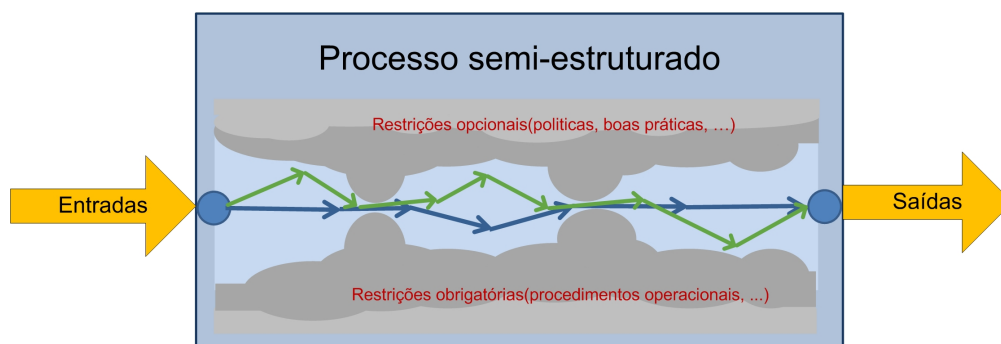 Processo semi-estruturado
Restrições opcionais(politicas, boas práticas, …)
Entradas
Saídas
Restrições obrigatórias(procedimentos operacionais, ...)